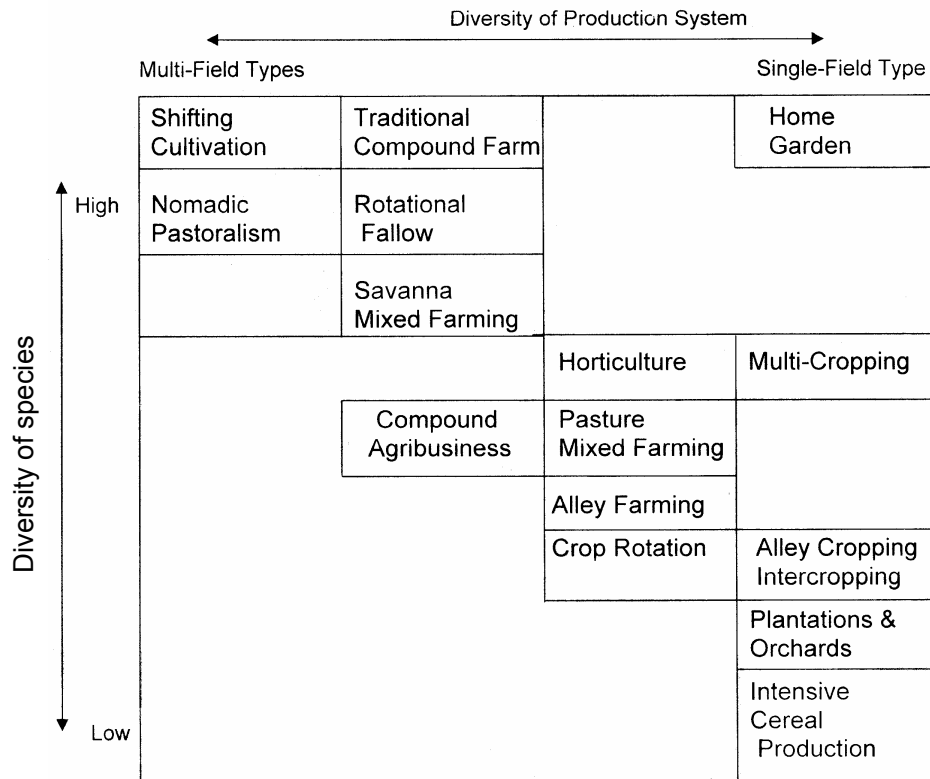 Diversity of Production System
Multi-Field Types
Single-Field Type
Shifting
Cultivation
Traditional
Compound Farm
Home
Garden
High
Nomadic
Pastoralism
Rotational
Fallow
Savanna
Mixed Farming
Diversity of species
Horticulture
Multi-Cropping
Compound
Agribusiness
Pasture
Mixed Farming
Alley Farming
Crop Rotation
Alley Cropping
Intercropping
Plantations &
Orchards
Intensive
Cereal
Production
Low